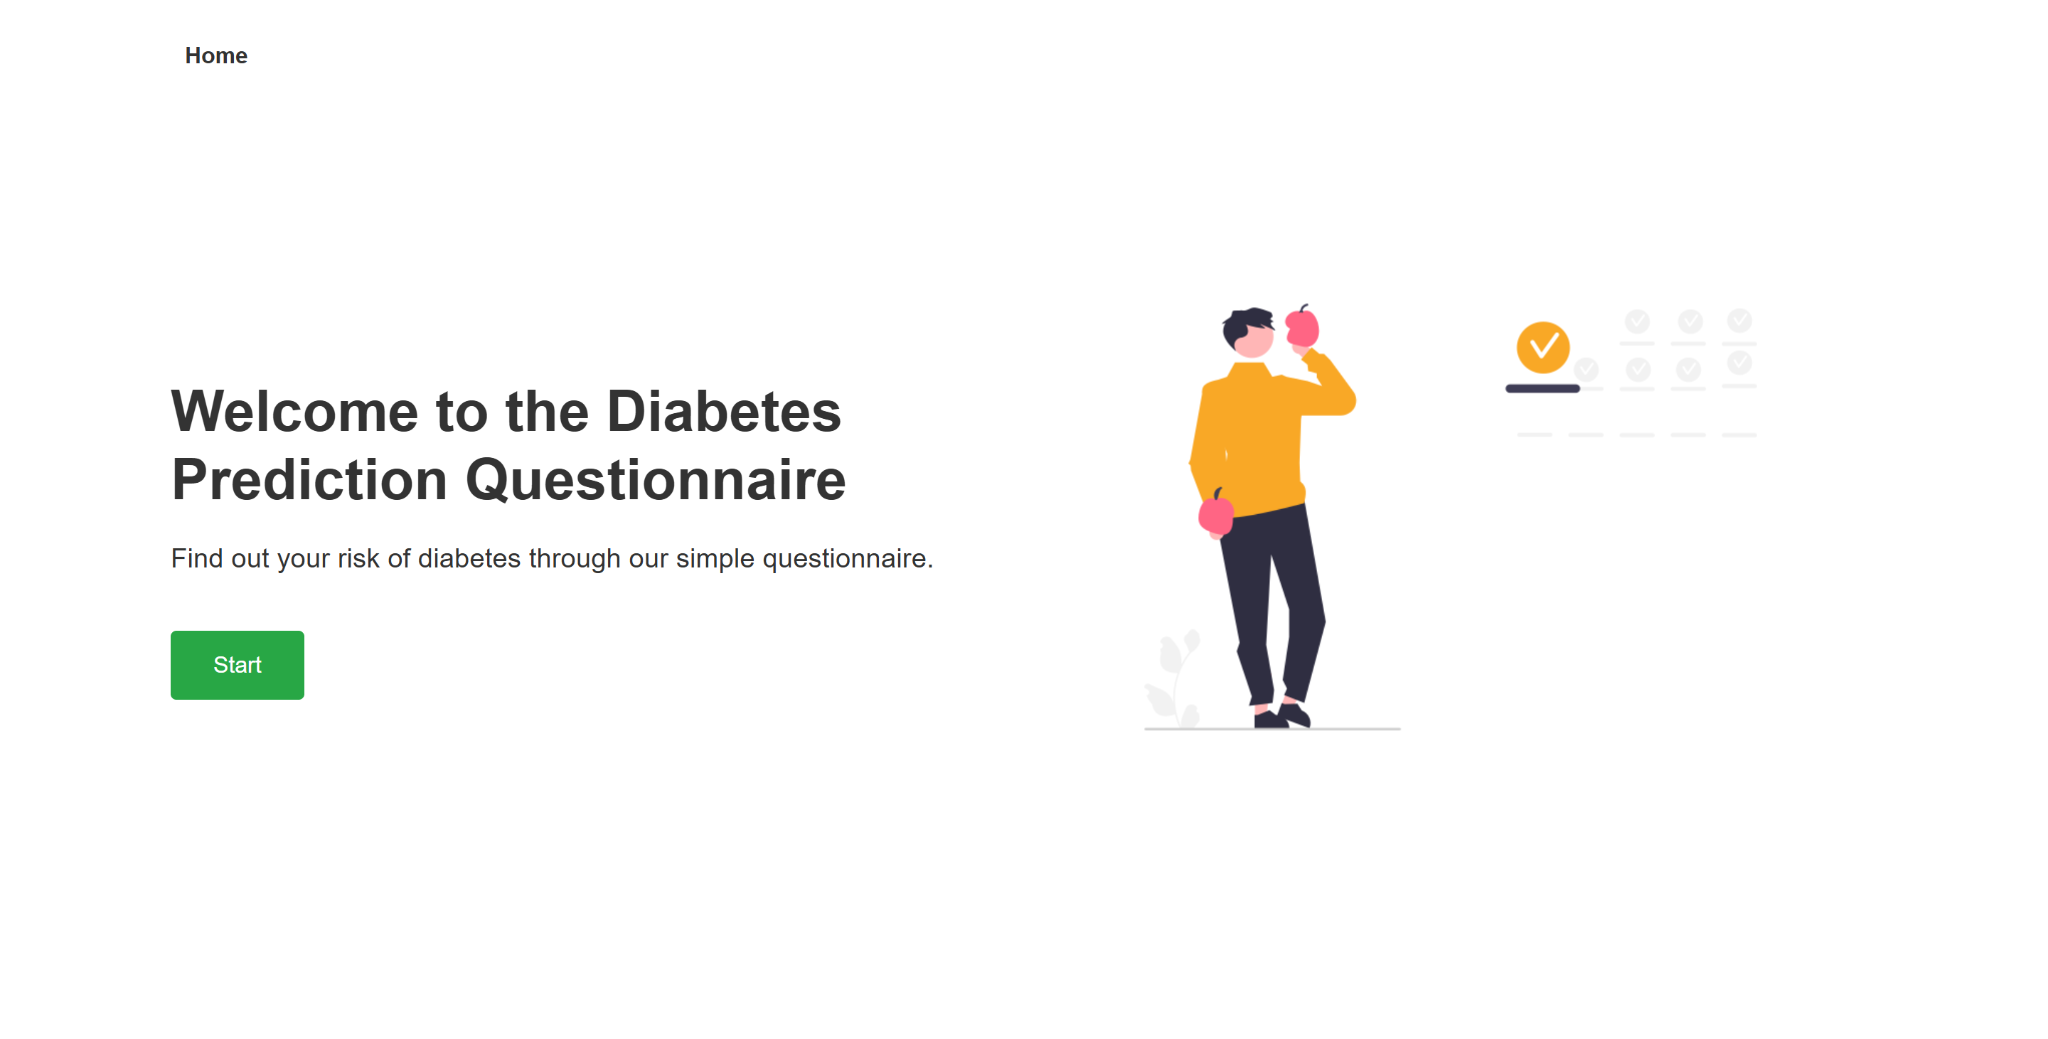 Home
Welcome to the Diabetes
Prediction Questionnaire
Find out your risk of diabetes through our simple questionnaire.
Start